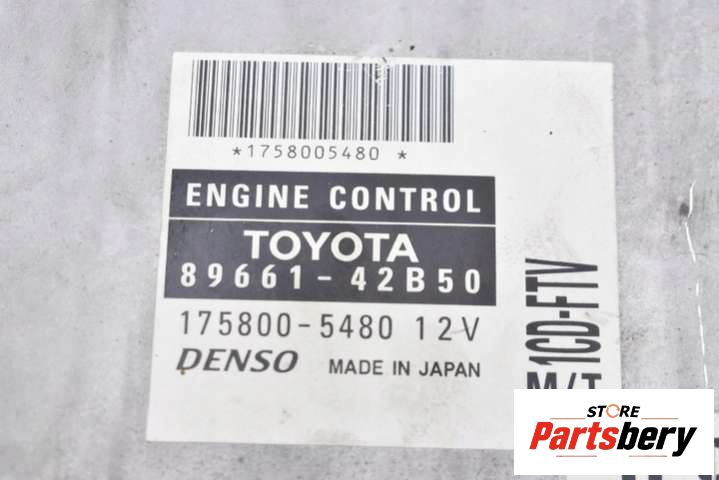 *1758005480*
ENGINE CONTROL
TOYOTA
89661-42B50
175800-5480 12V
DENSO MADE IN JAPAN
1CD-FTV
M/T
STORE
Partsbery